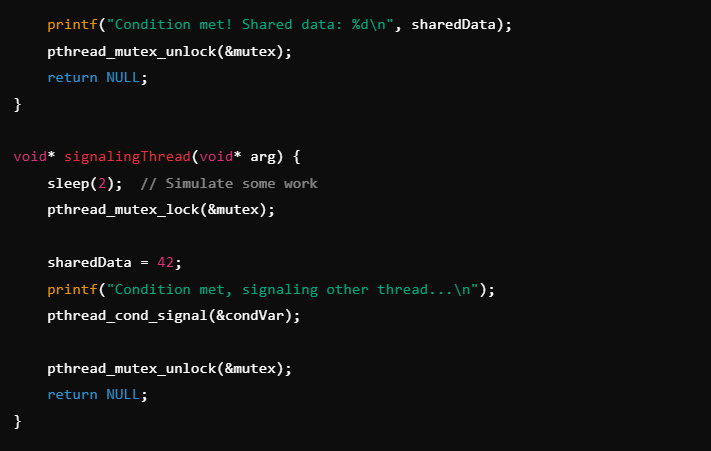 printf("Condition met! Shared data: %d\n", sharedData);
    pthread_mutex_unlock(&mutex);
    return NULL;
}

void* signalingThread(void* arg) {
    sleep(2);  // Simulate some work
    pthread_mutex_lock(&mutex);

    sharedData = 42;
    printf("Condition met, signaling other thread...\n");
    pthread_cond_signal(&condVar);

    pthread_mutex_unlock(&mutex);
    return NULL;
}